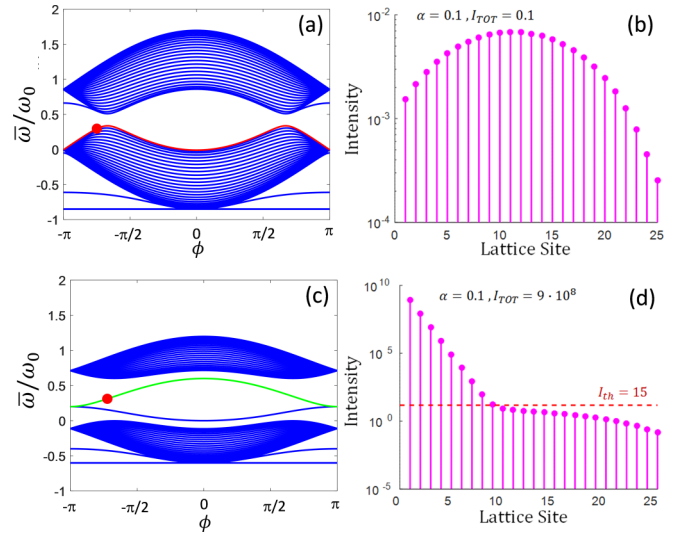 (a)
2
1.5
1
0.5
0
-0.5
-1
ω̅/ω₀
-π
-π/2
0
π/2
π
ϕ
(b)
α = 0.1 , I_TOT = 0.1
10⁻²
10⁻³
10⁻⁴
Intensity
0
5
10
15
20
25
Lattice Site
(c)
2
1.5
1
0.5
0
-0.5
-1
ω̅/ω₀
-π
-π/2
0
π/2
π
ϕ
(d)
α = 0.1 , I_TOT = 9 · 10⁸
10¹⁰
10⁵
10⁰
10⁻⁵
I_th = 15
Intensity
0
5
10
15
20
25
Lattice Site